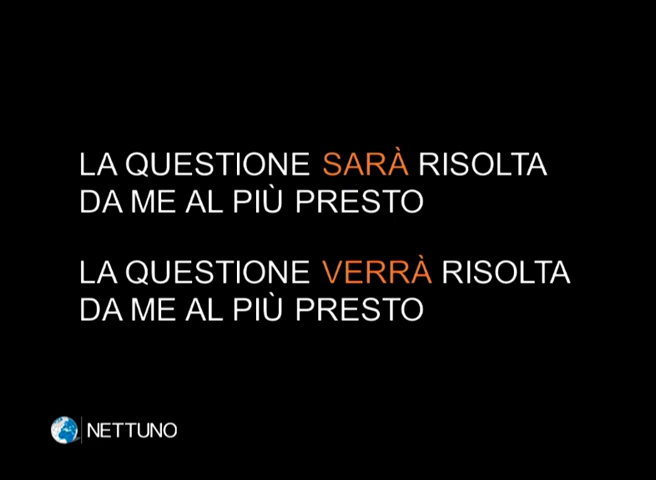 LA QUESTIONE SARÀ RISOLTA
DA ME AL PIÙ PRESTO
LA QUESTIONE VERRÀ RISOLTA
DA ME AL PIÙ PRESTO
NETTUNO